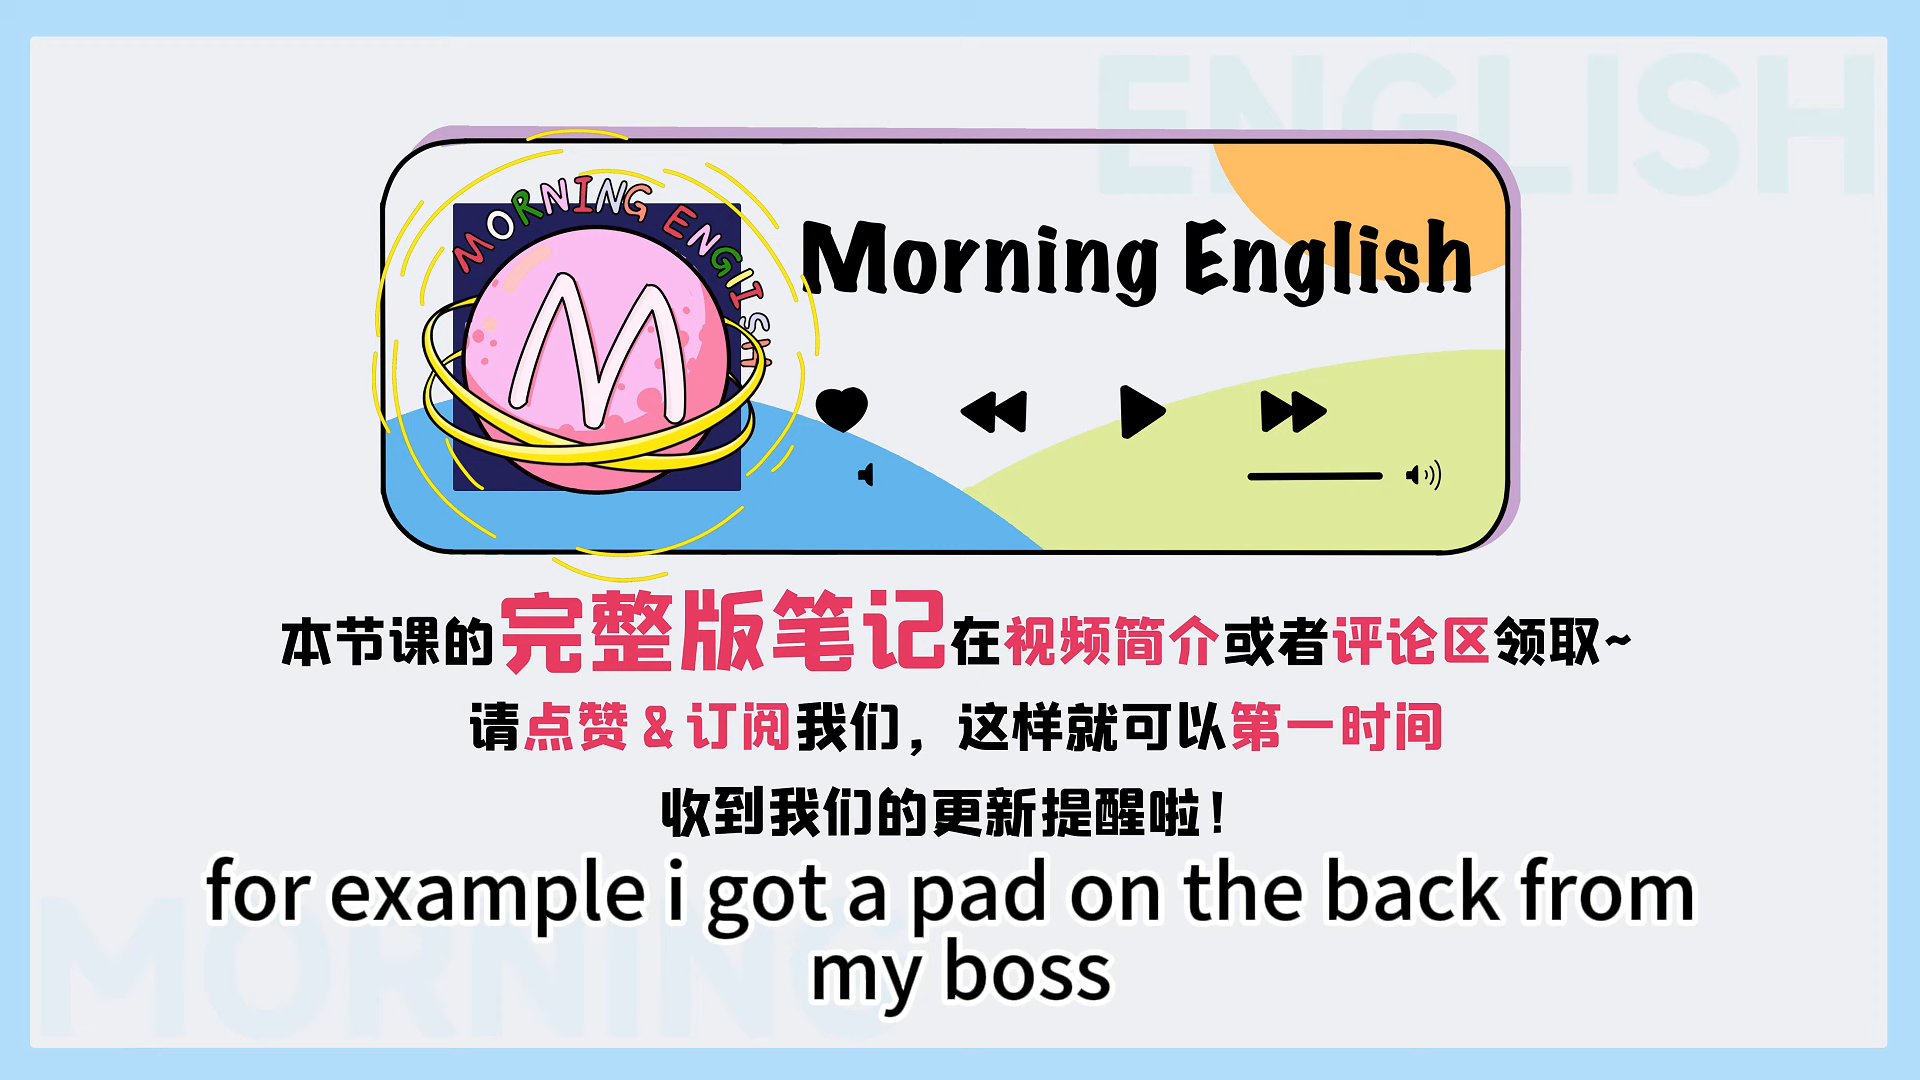 ENGLISH
MORNING ENGLISH
M
Morning English
本节课的完整版笔记在视频简介或者评论区领取~
请点赞&订阅我们，这样就可以第一时间
收到我们的更新提醒啦！
for example i got a pad on the back from
my boss
MORNING